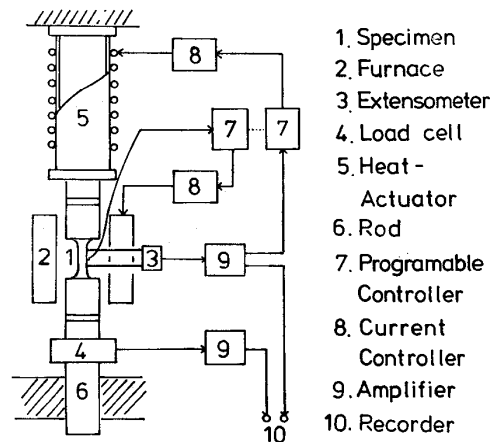 8
5
7
7
8
2
1
3
9
4
9
6
10
1. Specimen
2. Furnace
3. Extensometer
4. Load cell
5. Heat-
Actuator
6. Rod
7. Programable
Controller
8. Current
Controller
9. Amplifier
10. Recorder